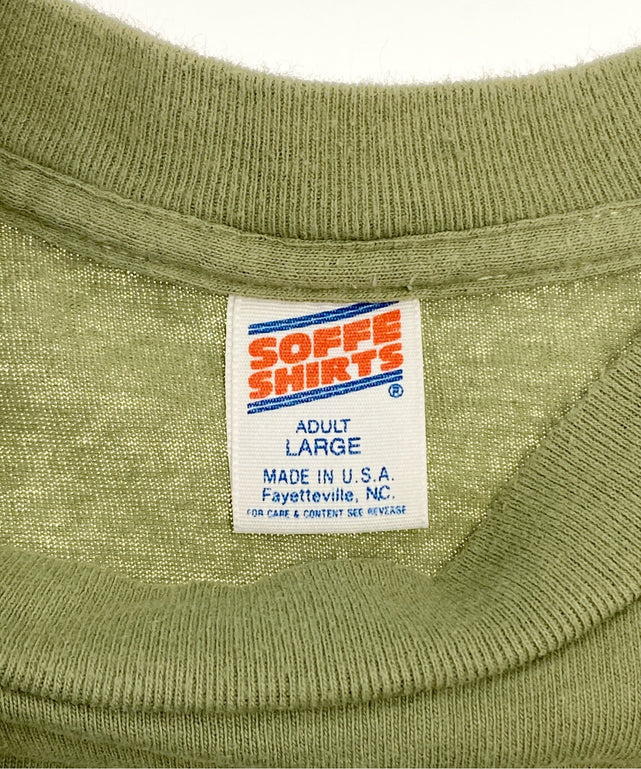 SOFFE
SHIRTS
®
ADULT
LARGE
MADE IN U.S.A.
Fayetteville, NC.
FOR CARE & CONTENT SEE REVERSE